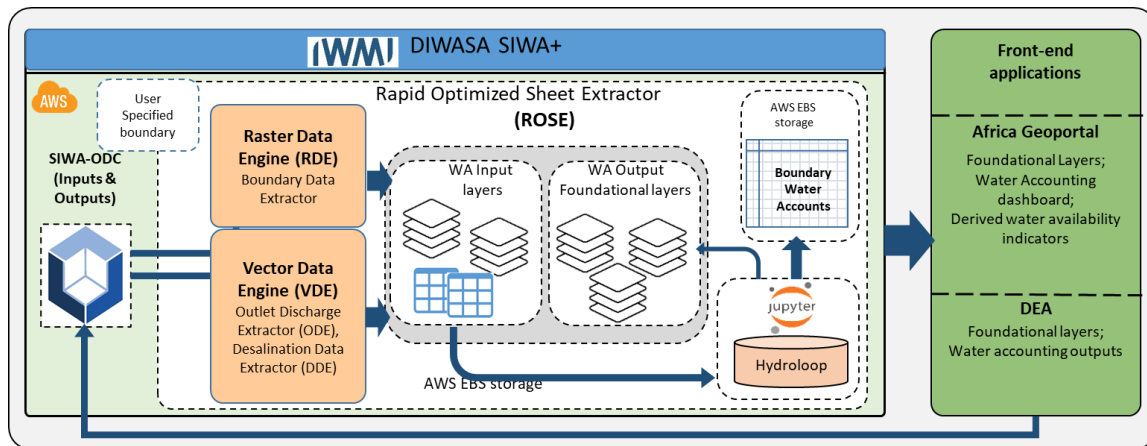 IWMI DIWASA SIWA+
AWS
User
Specified
boundary
SIWA-ODC
(Inputs &
Outputs)
Rapid Optimized Sheet Extractor
(ROSE)
Raster Data
Engine (RDE)
Boundary Data
Extractor
Vector Data
Engine (VDE)
Outlet Discharge
Extractor (ODE),
Desalination Data
Extractor (DDE)
WA Input
layers
WA Output
Foundational layers
AWS EBS storage
AWS EBS
storage
Boundary
Water
Accounts
jupyter
Hydroloop
Front-end
applications
Africa Geoportal
Foundational Layers;
Water Accounting
dashboard;
Derived water availability
indicators
DEA
Foundational layers;
Water accounting outputs